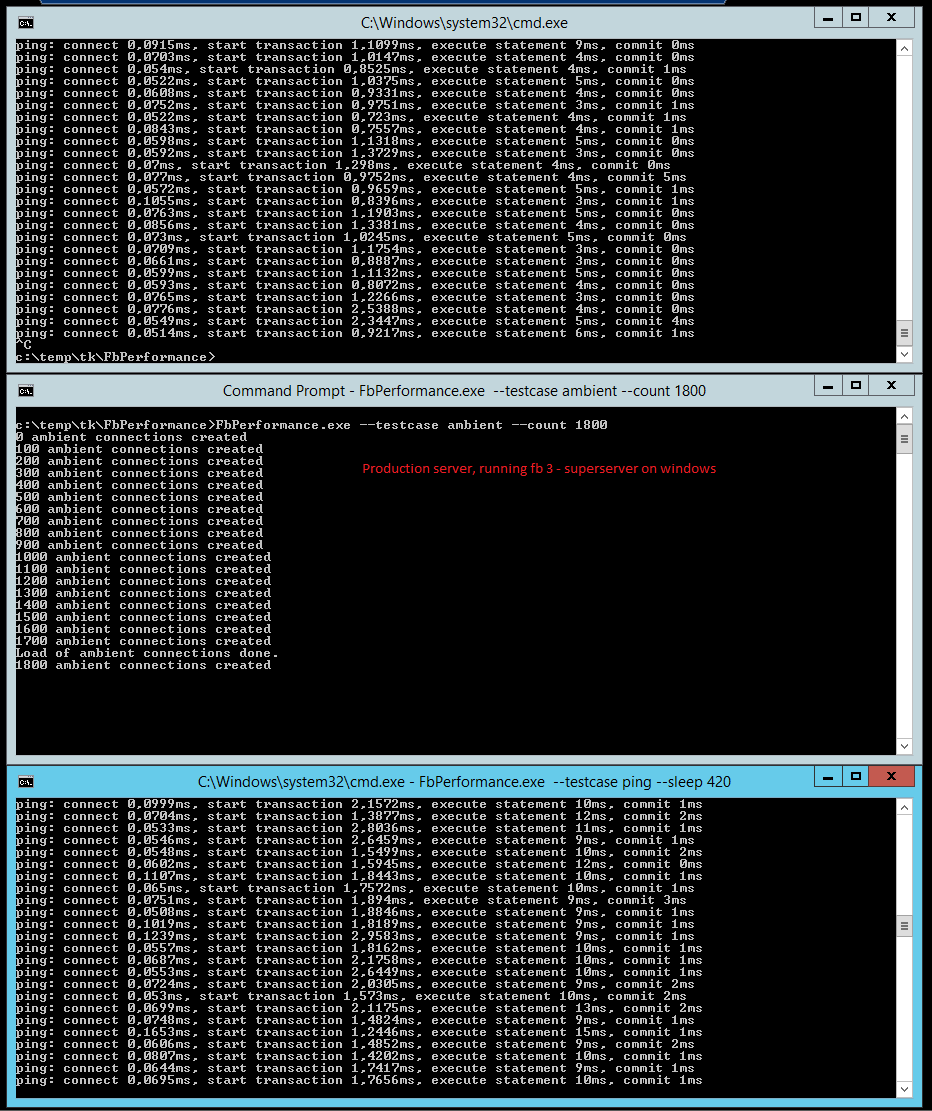 C:\Windows\system32\cmd.exe
ping: connect 0,0915ms, start transaction 1,1099ms, execute statement 9ms, commit 0ms
ping: connect 0,0703ms, start transaction 1,0147ms, execute statement 4ms, commit 0ms
ping: connect 0,054ms, start transaction 0,8525ms, execute statement 4ms, commit 1ms
ping: connect 0,0522ms, start transaction 1,0375ms, execute statement 5ms, commit 0ms
ping: connect 0,0608ms, start transaction 0,9331ms, execute statement 4ms, commit 0ms
ping: connect 0,0752ms, start transaction 0,9751ms, execute statement 3ms, commit 1ms
ping: connect 0,0522ms, start transaction 0,723ms, execute statement 4ms, commit 1ms
ping: connect 0,0843ms, start transaction 0,7557ms, execute statement 4ms, commit 1ms
ping: connect 0,0598ms, start transaction 1,1318ms, execute statement 5ms, commit 0ms
ping: connect 0,0592ms, start transaction 1,3729ms, execute statement 3ms, commit 0ms
ping: connect 0,07ms, start transaction 1,298ms, execute statement 4ms, commit 0ms
ping: connect 0,077ms, start transaction 0,9752ms, execute statement 4ms, commit 5ms
ping: connect 0,0572ms, start transaction 0,9659ms, execute statement 5ms, commit 1ms
ping: connect 0,1055ms, start transaction 0,8396ms, execute statement 3ms, commit 1ms
ping: connect 0,0763ms, start transaction 1,1903ms, execute statement 5ms, commit 0ms
ping: connect 0,0856ms, start transaction 1,3381ms, execute statement 4ms, commit 0ms
ping: connect 0,073ms, start transaction 1,0245ms, execute statement 5ms, commit 0ms
ping: connect 0,0709ms, start transaction 1,1754ms, execute statement 3ms, commit 0ms
ping: connect 0,0661ms, start transaction 0,8887ms, execute statement 3ms, commit 0ms
ping: connect 0,0599ms, start transaction 1,1132ms, execute statement 5ms, commit 0ms
ping: connect 0,0593ms, start transaction 0,8072ms, execute statement 4ms, commit 0ms
ping: connect 0,0765ms, start transaction 1,2266ms, execute statement 3ms, commit 0ms
ping: connect 0,0776ms, start transaction 2,5388ms, execute statement 4ms, commit 0ms
ping: connect 0,0549ms, start transaction 2,3447ms, execute statement 5ms, commit 4ms
ping: connect 0,0514ms, start transaction 0,9217ms, execute statement 6ms, commit 1ms
^C
c:\temp\tk\FbPerformance>
Command Prompt - FbPerformance.exe --testcase ambient --count 1800
c:\temp\tk\FbPerformance>FbPerformance.exe --testcase ambient --count 1800
0 ambient connections created
100 ambient connections created
200 ambient connections created
300 ambient connections created
Production server, running fb 3 - superserver on windows
400 ambient connections created
500 ambient connections created
600 ambient connections created
700 ambient connections created
800 ambient connections created
900 ambient connections created
1000 ambient connections created
1100 ambient connections created
1200 ambient connections created
1300 ambient connections created
1400 ambient connections created
1500 ambient connections created
1600 ambient connections created
1700 ambient connections created
Load of ambient connections done.
1800 ambient connections created
C:\Windows\system32\cmd.exe - FbPerformance.exe --testcase ping --sleep 420
ping: connect 0,0999ms, start transaction 2,1572ms, execute statement 10ms, commit 1ms
ping: connect 0,0704ms, start transaction 1,3877ms, execute statement 12ms, commit 2ms
ping: connect 0,0533ms, start transaction 2,8036ms, execute statement 11ms, commit 1ms
ping: connect 0,0546ms, start transaction 2,6459ms, execute statement 9ms, commit 1ms
ping: connect 0,0548ms, start transaction 1,5499ms, execute statement 10ms, commit 2ms
ping: connect 0,0602ms, start transaction 1,5945ms, execute statement 12ms, commit 0ms
ping: connect 0,1107ms, start transaction 1,8443ms, execute statement 10ms, commit 1ms
ping: connect 0,065ms, start transaction 1,7572ms, execute statement 10ms, commit 1ms
ping: connect 0,0751ms, start transaction 1,894ms, execute statement 9ms, commit 3ms
ping: connect 0,0508ms, start transaction 1,8846ms, execute statement 9ms, commit 1ms
ping: connect 0,1019ms, start transaction 1,8189ms, execute statement 9ms, commit 1ms
ping: connect 0,1239ms, start transaction 2,9583ms, execute statement 9ms, commit 1ms
ping: connect 0,0557ms, start transaction 1,8162ms, execute statement 10ms, commit 1ms
ping: connect 0,0687ms, start transaction 2,1758ms, execute statement 10ms, commit 1ms
ping: connect 0,0553ms, start transaction 2,6449ms, execute statement 10ms, commit 1ms
ping: connect 0,0724ms, start transaction 2,0305ms, execute statement 9ms, commit 2ms
ping: connect 0,053ms, start transaction 1,573ms, execute statement 10ms, commit 2ms
ping: connect 0,0699ms, start transaction 2,1175ms, execute statement 13ms, commit 2ms
ping: connect 0,0748ms, start transaction 1,4824ms, execute statement 9ms, commit 1ms
ping: connect 0,1653ms, start transaction 1,2446ms, execute statement 15ms, commit 1ms
ping: connect 0,0606ms, start transaction 1,4852ms, execute statement 9ms, commit 2ms
ping: connect 0,0807ms, start transaction 1,4202ms, execute statement 10ms, commit 1ms
ping: connect 0,0644ms, start transaction 1,7417ms, execute statement 9ms, commit 1ms
ping: connect 0,0695ms, start transaction 1,7656ms, execute statement 10ms, commit 1ms